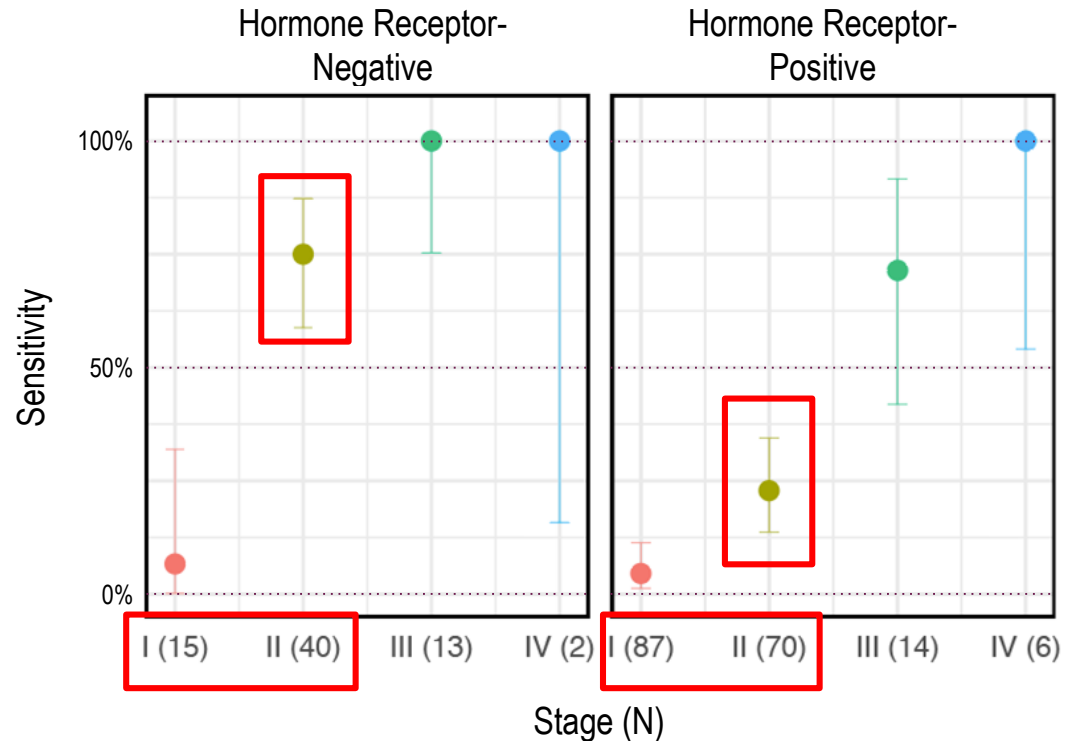 Hormone Receptor-
Negative
Hormone Receptor-
Positive
Sensitivity
100%
50%
0%
I (15) II (40) III (13) IV (2)
I (87) II (70) III (14) IV (6)
Stage (N)